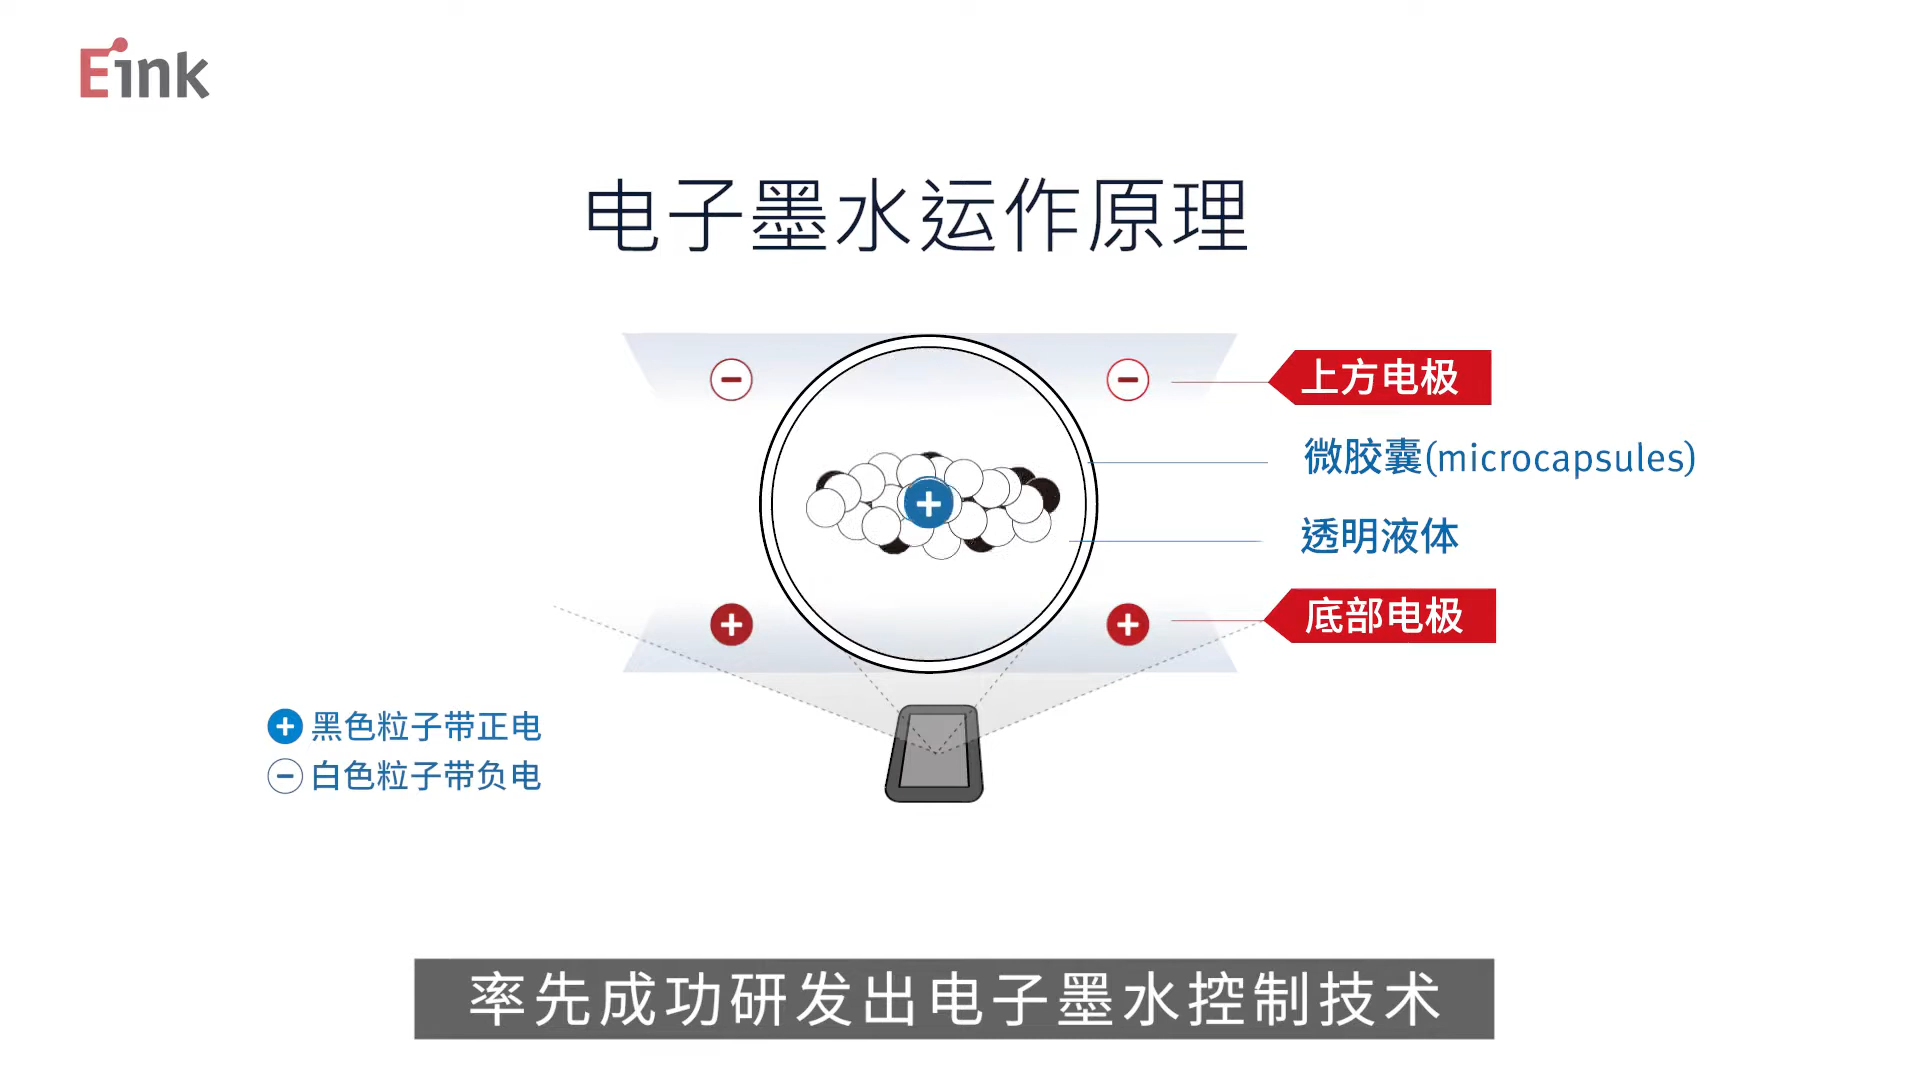 Eink
电子墨水运作原理
上方电极
微胶囊(microcapsules)
透明液体
底部电极
黑色粒子带正电
白色粒子带负电
率先成功研发出电子墨水控制技术